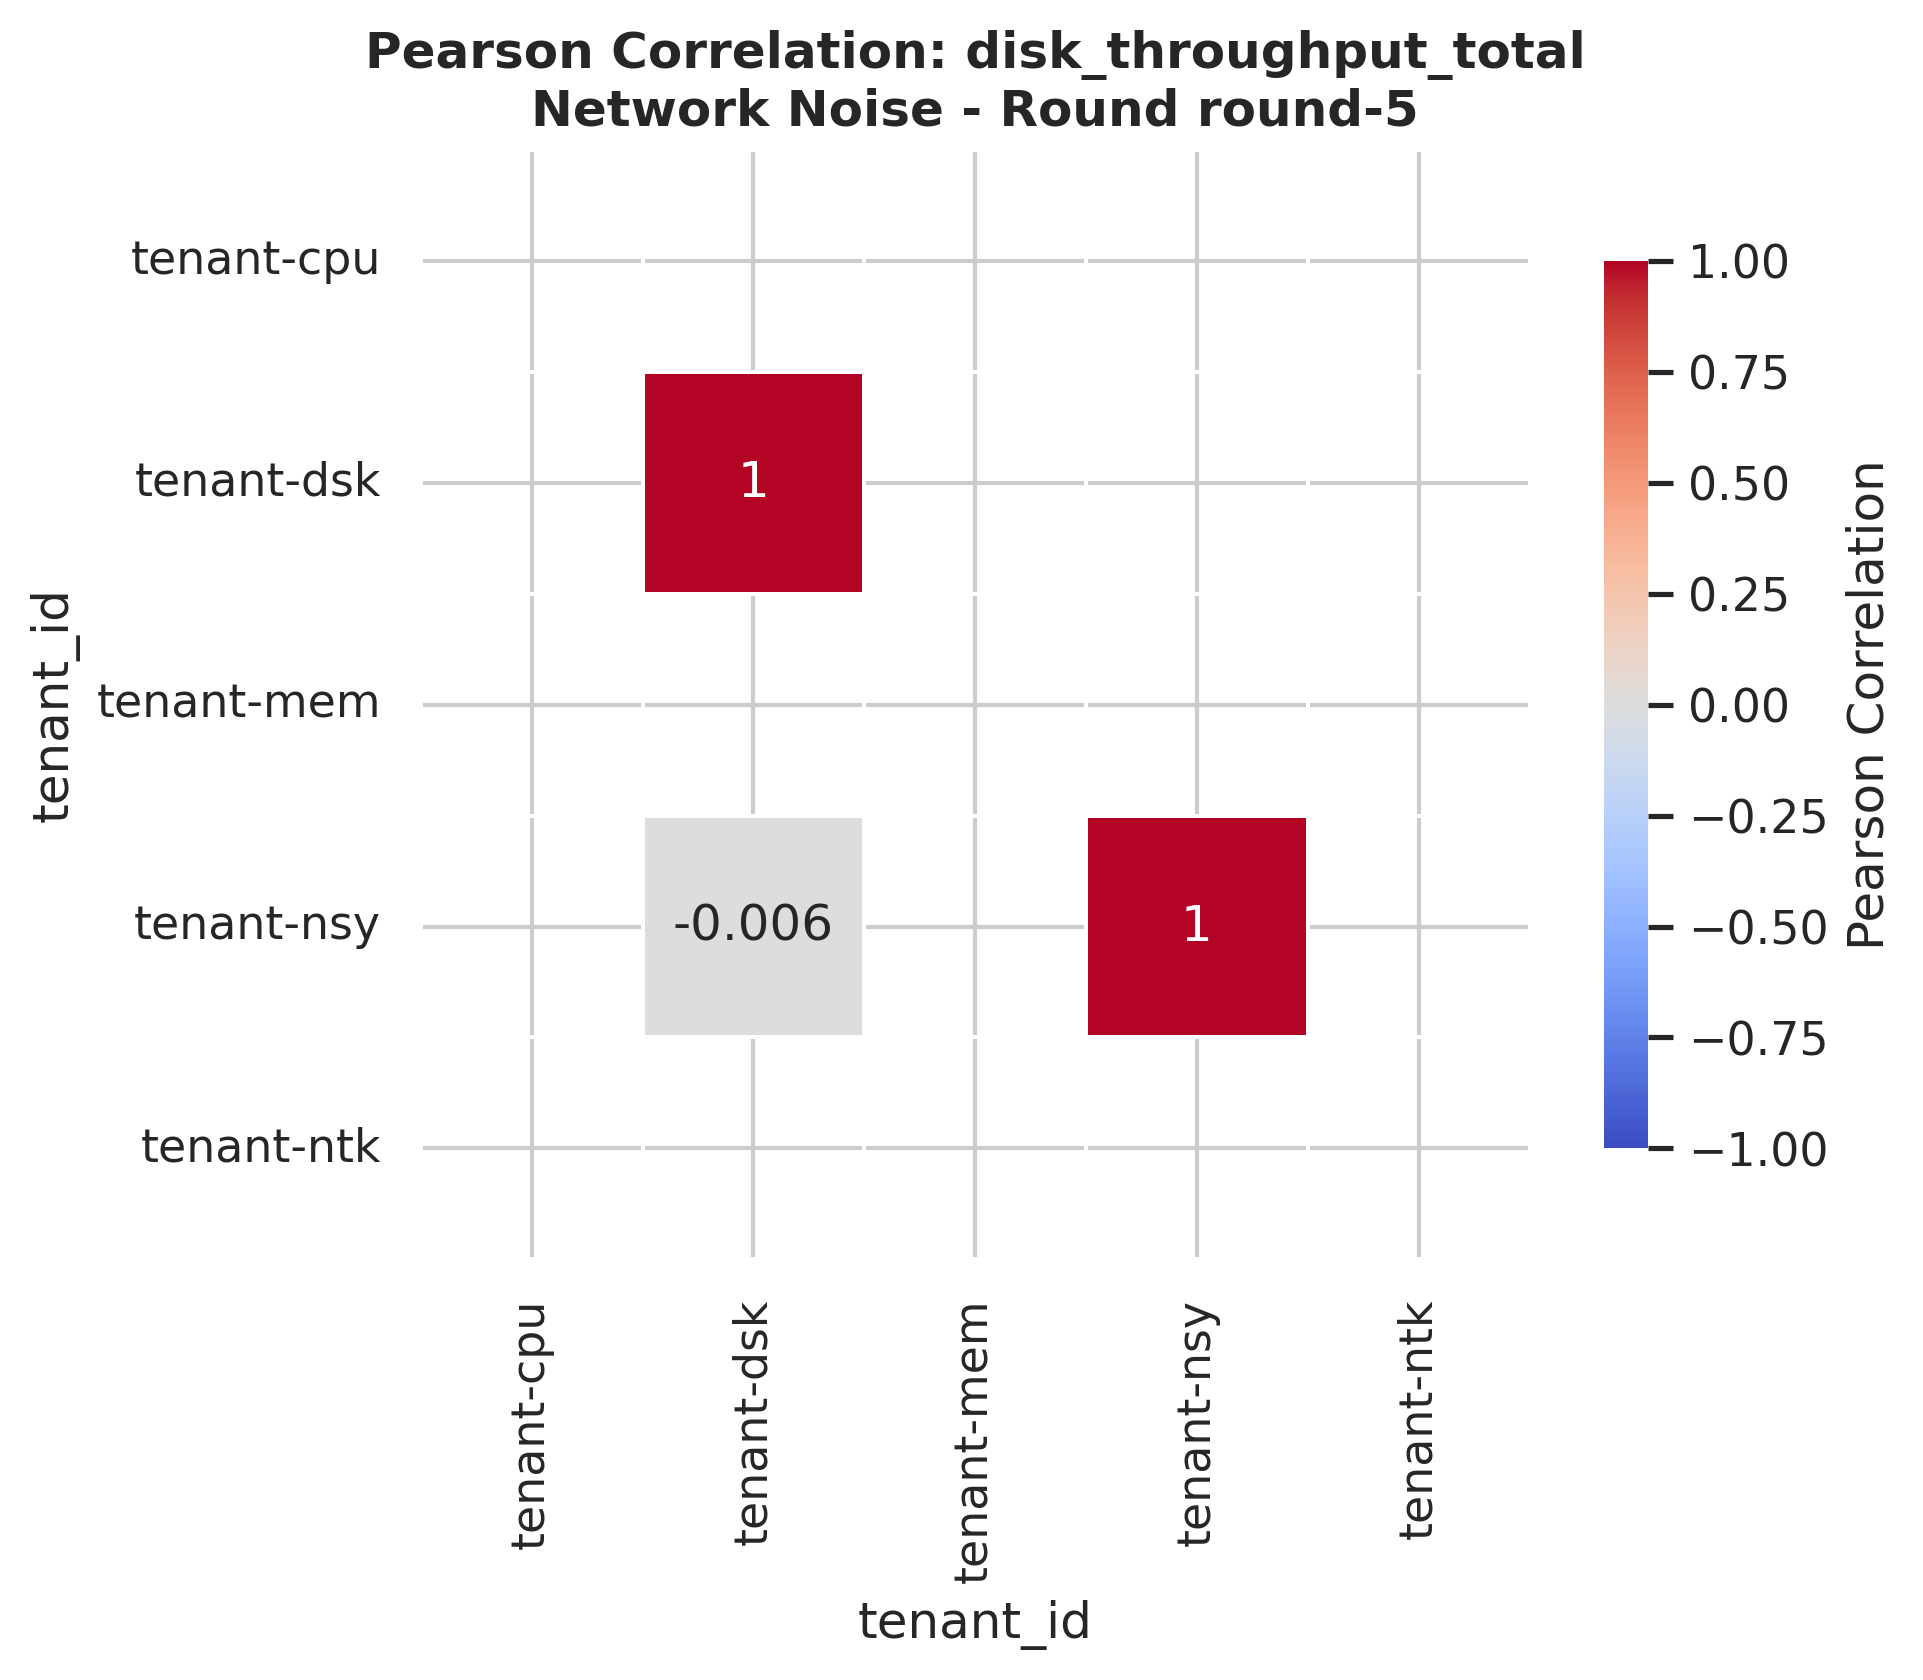 Pearson Correlation: disk_throughput_total
Network Noise - Round round-5
tenant_id
tenant-cpu
tenant-dsk
tenant-mem
tenant-nsy
tenant-ntk
1
-0.006
1
tenant-cpu
tenant-dsk
tenant-mem
tenant-nsy
tenant-ntk
tenant_id
1.00
0.75
0.50
0.25
0.00
−0.25
−0.50
−0.75
−1.00
Pearson Correlation